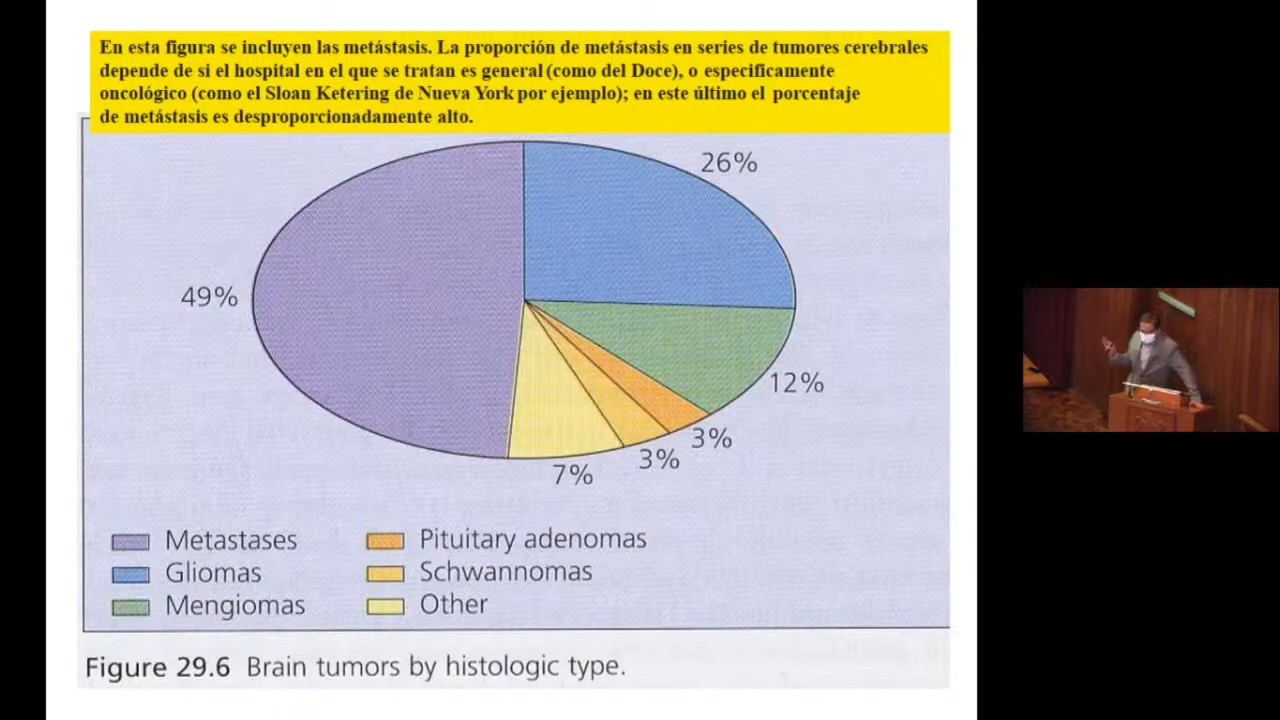 En esta figura se incluyen las metástasis. La proporción de metástasis en series de tumores cerebrales
depende de si el hospital en el que se tratan es general (como del Doce), o especificamente
oncológico (como el Sloan Ketering de Nueva York por ejemplo); en este último el porcentaje
de metástasis es desproporcionadamente alto.
26%
49%
12%
3%
3%
7%
Metastases
Gliomas
Mengiomas
Pituitary adenomas
Schwannomas
Other
Figure 29.6 Brain tumors by histologic type.